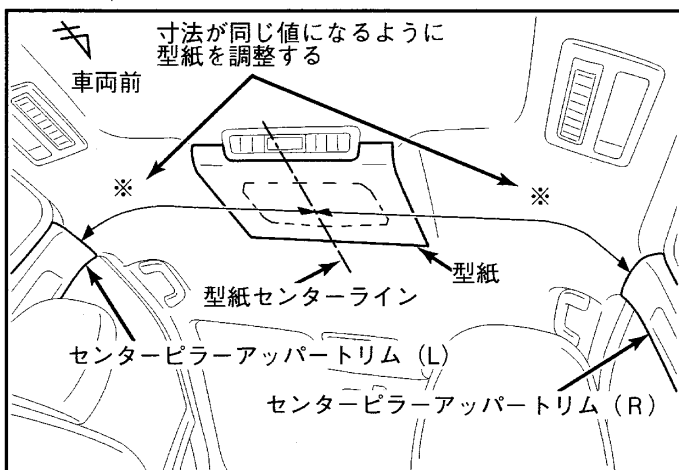 寸法が同じ値になるように
型紙を調整する
車両前
※
※
型紙
型紙センターライン
センターピラーアッパートリム（L）
センターピラーアッパートリム（R）